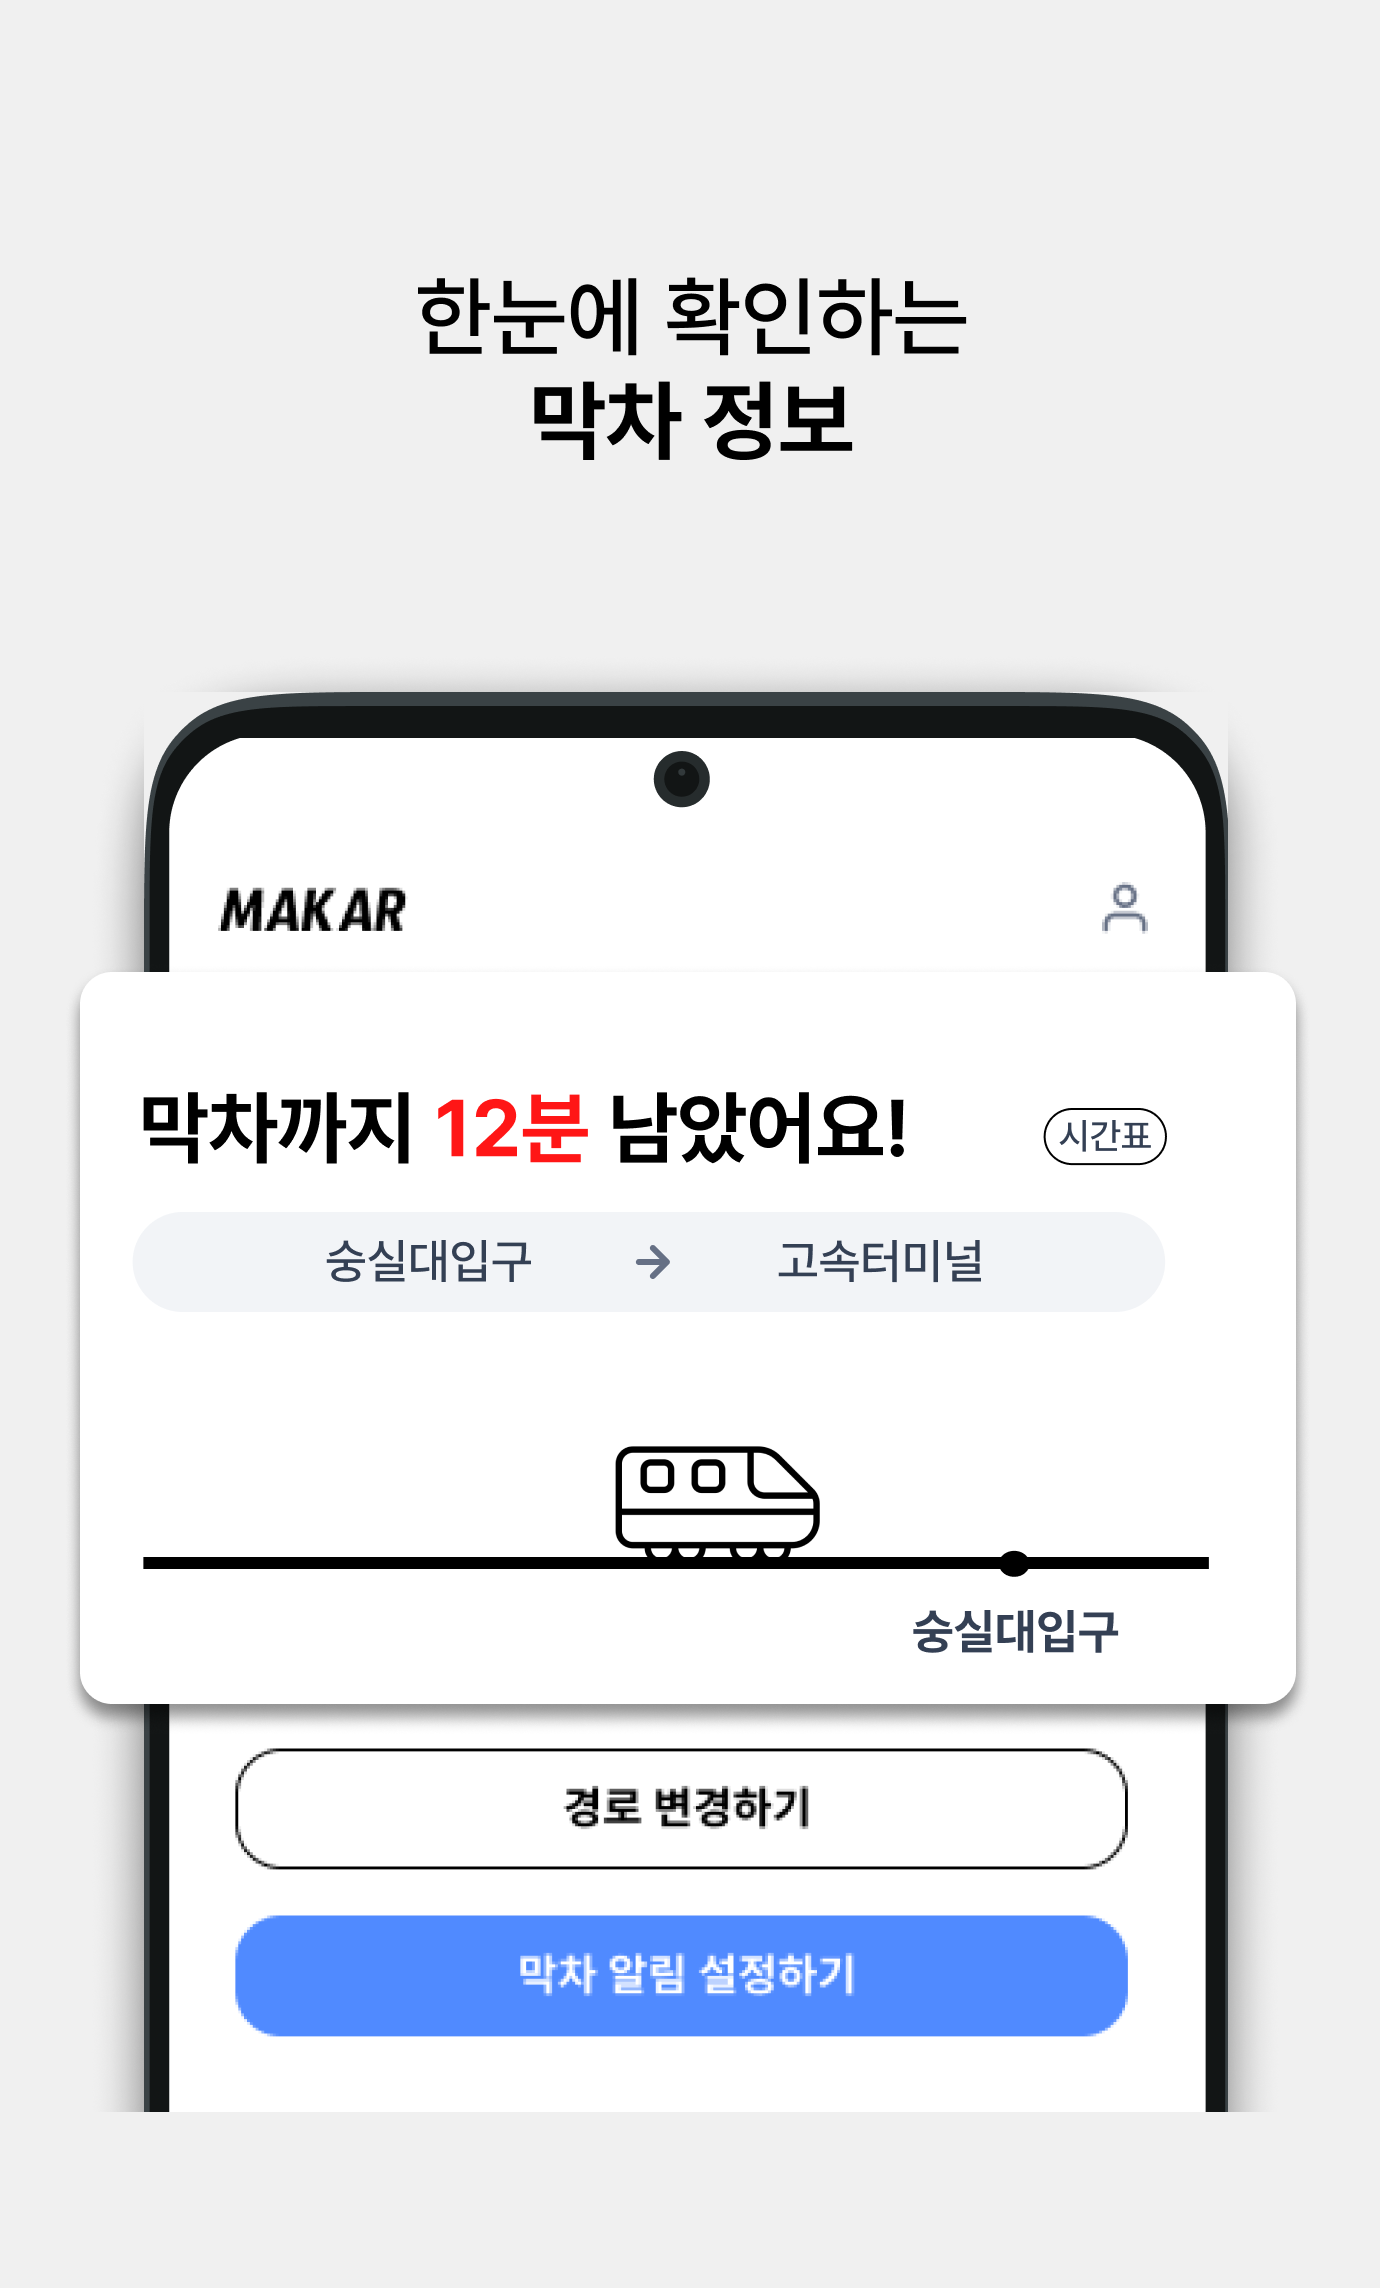 한눈에 확인하는
막차 정보
MAKAR
막차까지 12분 남았어요!
시간표
숭실대입구 → 고속터미널
숭실대입구
경로 변경하기
막차 알림 설정하기